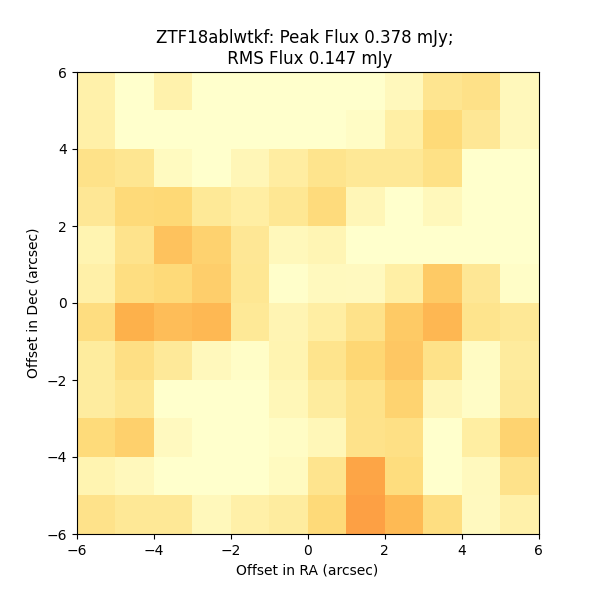 ZTF18ablwtkf: Peak Flux 0.378 mJy;
RMS Flux 0.147 mJy
6
4
2
0
−2
−4
−6
Offset in Dec (arcsec)
−6 −4 −2 0 2 4 6
Offset in RA (arcsec)